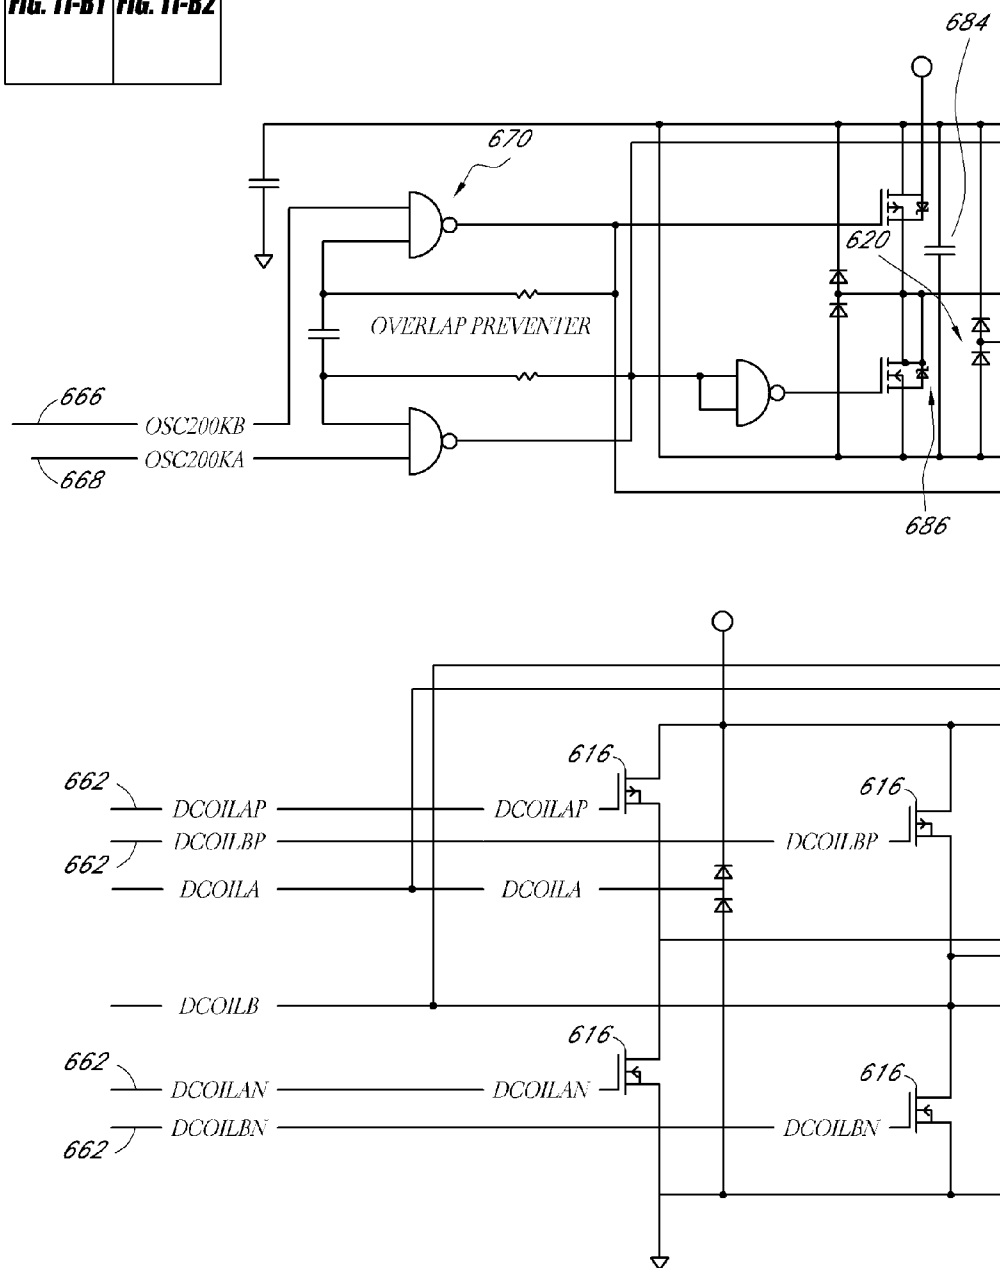 FIG. 11-B1 FIG. 11-B2
684
670
620
OVERLAP PREVENTER
666
OSC200KB
OSC200KA
668
686
616
662
DCOILAP
DCOILAP
616
DCOILBP
DCOILBP
662
DCOILA
DCOILA
DCOILB
616
662
DCOILAN
DCOILAN
616
DCOILBN
DCOILBN
662